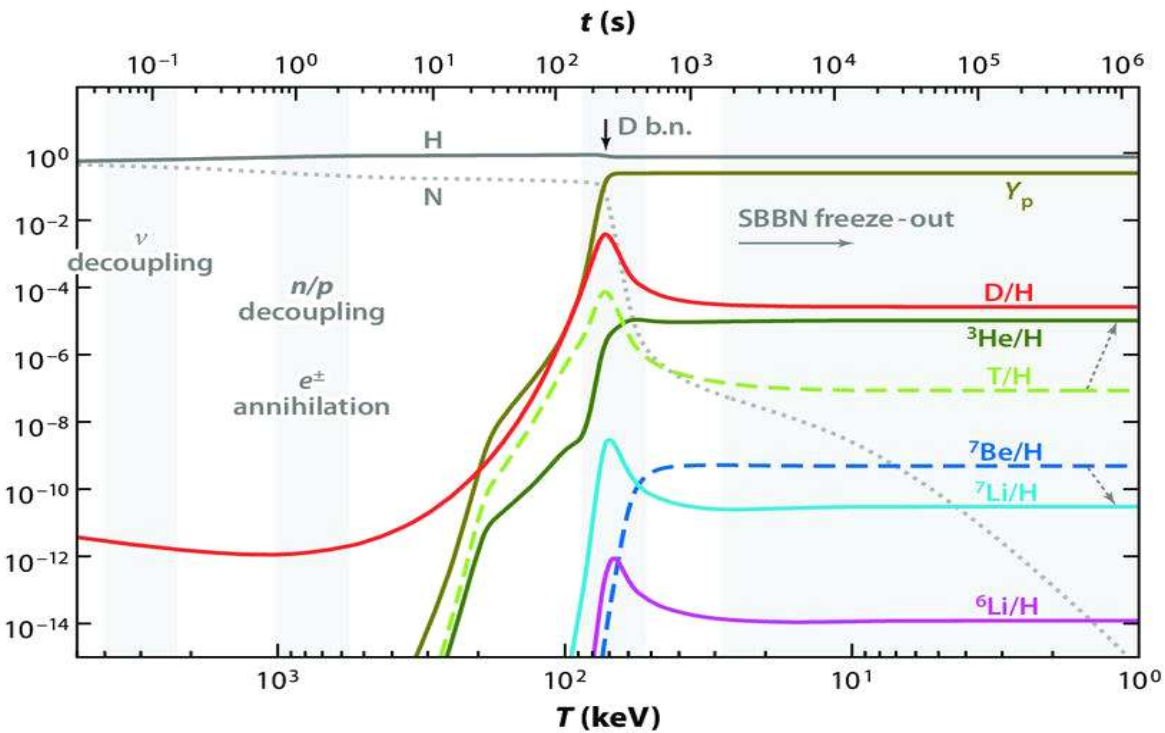 t (s)
10⁻¹ 10⁰ 10¹ 10² 10³ 10⁴ 10⁵ 10⁶
D b.n.
H
10⁰
N
Yₚ
10⁻²
SBBN freeze-out
ν
decoupling
n/p
decoupling
10⁻⁴
D/H
³He/H
10⁻⁶
T/H
e±
annihilation
10⁻⁸
⁷Be/H
10⁻¹⁰
⁷Li/H
10⁻¹²
⁶Li/H
10⁻¹⁴
10³ 10² 10¹ 10⁰
T (keV)